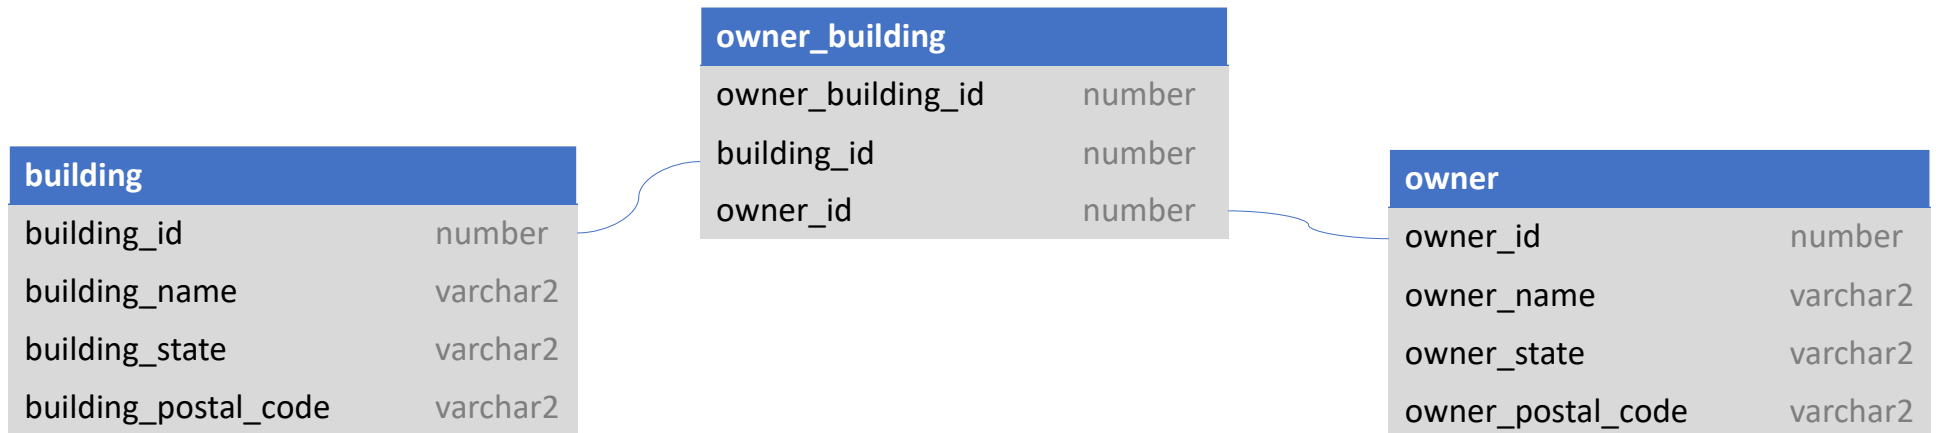 owner_building
owner_building_id number
building_id number
owner_id number
building
building_id number
building_name varchar2
building_state varchar2
building_postal_code varchar2
owner
owner_id number
owner_name varchar2
owner_state varchar2
owner_postal_code varchar2